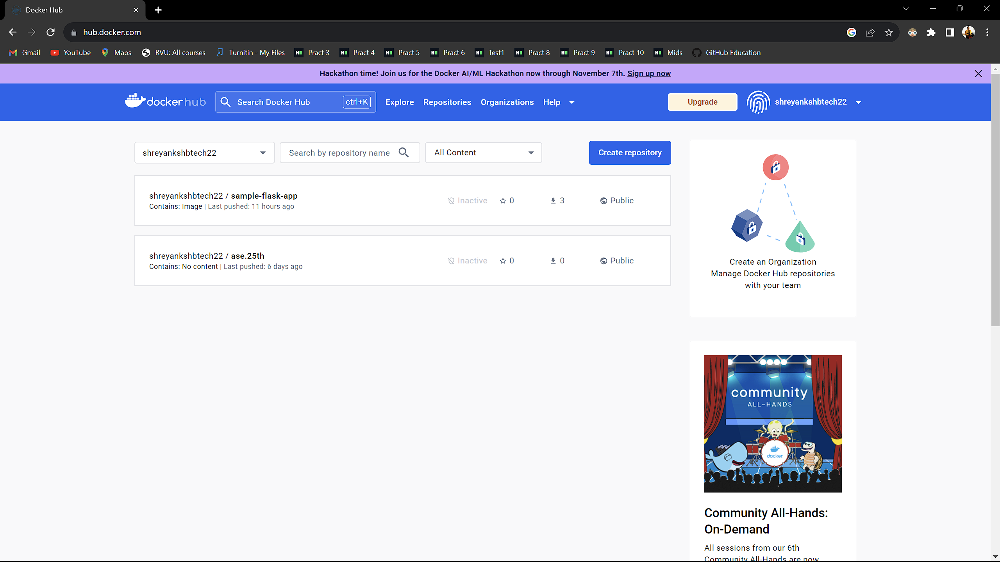 Docker Hub
hub.docker.com
Gmail YouTube Maps RVU: All courses Turnitin - My Files Pract 3 Pract 4 Pract 5 Pract 6 Test1 Pract 8 Pract 9 Pract 10 Mids GitHub Education
Hackathon time! Join us for the Docker AI/ML Hackathon now through November 7th. Sign up now
docker hub Search Docker Hub ctrl+K Explore Repositories Organizations Help Upgrade shreyankshbtech22
shreyankshbtech22 Search by repository name All Content Create repository
shreyankshbtech22 / sample-flask-app
Contains: Image | Last pushed: 11 hours ago
Inactive 0 3 Public
shreyankshbtech22 / ase.25th
Contains: No content | Last pushed: 6 days ago
Inactive 0 0 Public
Create an Organization
Manage Docker Hub repositories
with your team
community
ALL-HANDS
docker
Community All-Hands:
On-Demand
All sessions from our 6th
Community All-Hands are now